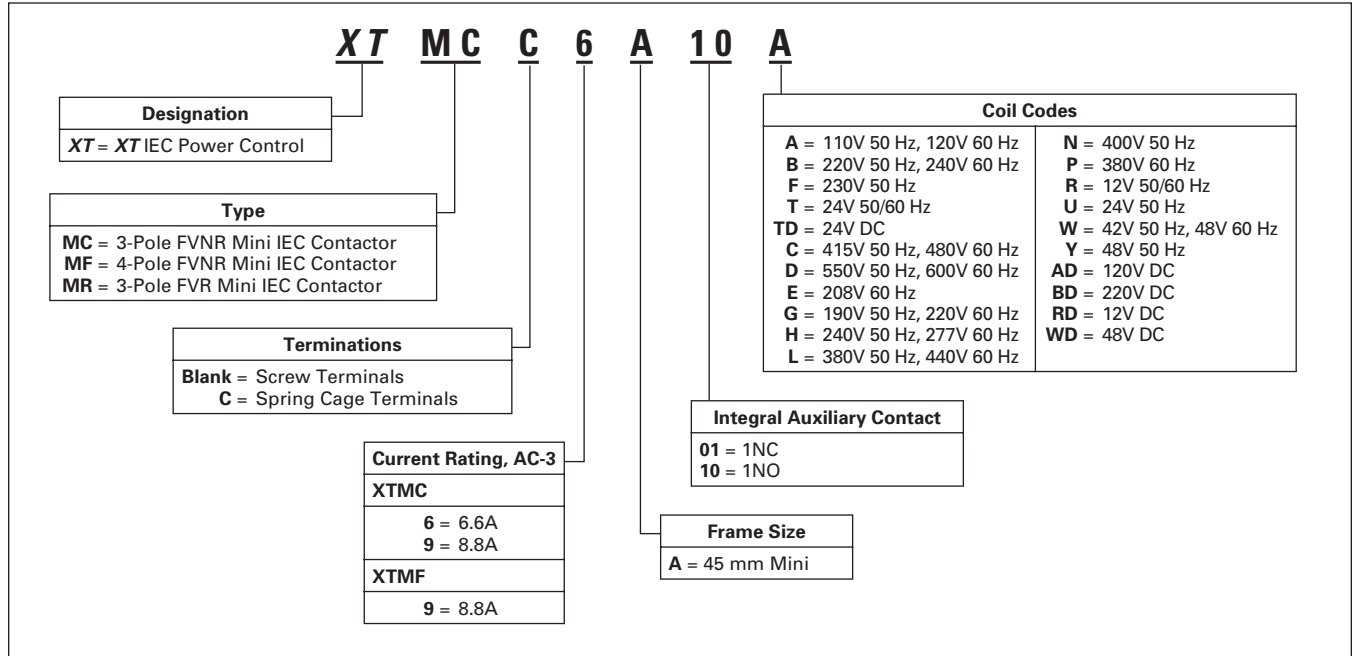 XT MC C 6 A 10 A
Designation
XT = XT IEC Power Control
Type
MC = 3-Pole FVNR Mini IEC Contactor
MF = 4-Pole FVNR Mini IEC Contactor
MR = 3-Pole FVR Mini IEC Contactor
Terminations
Blank = Screw Terminals
C = Spring Cage Terminals
Current Rating, AC-3
XTMC
6 = 6.6A
9 = 8.8A
XTMF
9 = 8.8A
Frame Size
A = 45 mm Mini
Integral Auxiliary Contact
01 = 1NC
10 = 1NO
Coil Codes
A = 110V 50 Hz, 120V 60 Hz
B = 220V 50 Hz, 240V 60 Hz
F = 230V 50 Hz
T = 24V 50/60 Hz
TD = 24V DC
C = 415V 50 Hz, 480V 60 Hz
D = 550V 50 Hz, 600V 60 Hz
E = 208V 60 Hz
G = 190V 50 Hz, 220V 60 Hz
H = 240V 50 Hz, 277V 60 Hz
L = 380V 50 Hz, 440V 60 Hz
N = 400V 50 Hz
P = 380V 60 Hz
R = 12V 50/60 Hz
U = 24V 50 Hz
W = 42V 50 Hz, 48V 60 Hz
Y = 48V 50 Hz
AD = 120V DC
BD = 220V DC
RD = 12V DC
WD = 48V DC